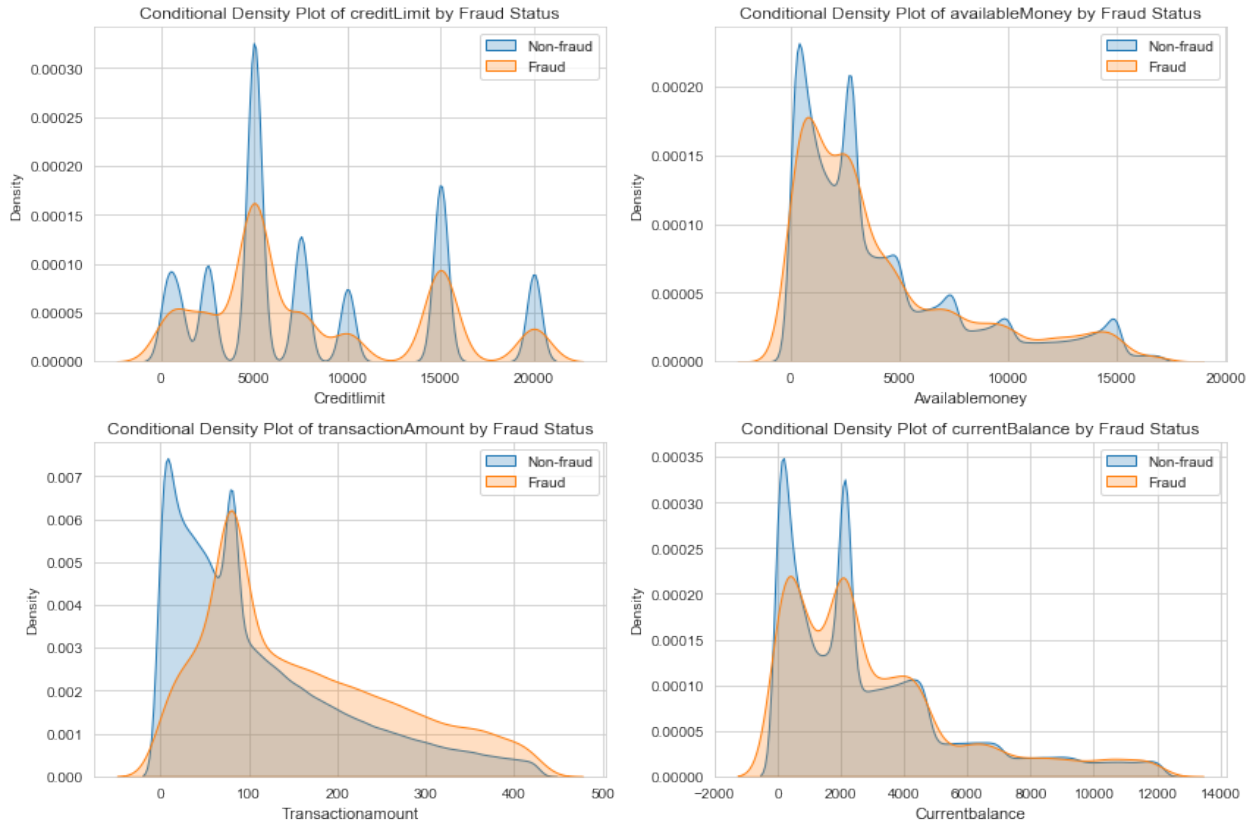 Conditional Density Plot of creditLimit by Fraud Status
Non-fraud
Fraud
0.00030
0.00025
0.00020
0.00015
0.00010
0.00005
0.00000
Density
0
5000
10000
15000
20000
Creditlimit
Conditional Density Plot of availableMoney by Fraud Status
Non-fraud
Fraud
0.00020
0.00015
0.00010
0.00005
0.00000
Density
0
5000
10000
15000
20000
Availablemoney
Conditional Density Plot of transactionAmount by Fraud Status
Non-fraud
Fraud
0.007
0.006
0.005
0.004
0.003
0.002
0.001
0.000
Density
0
100
200
300
400
500
Transactionamount
Conditional Density Plot of currentBalance by Fraud Status
Non-fraud
Fraud
0.00035
0.00030
0.00025
0.00020
0.00015
0.00010
0.00005
0.00000
Density
−2000
0
2000
4000
6000
8000
10000
12000
14000
Currentbalance